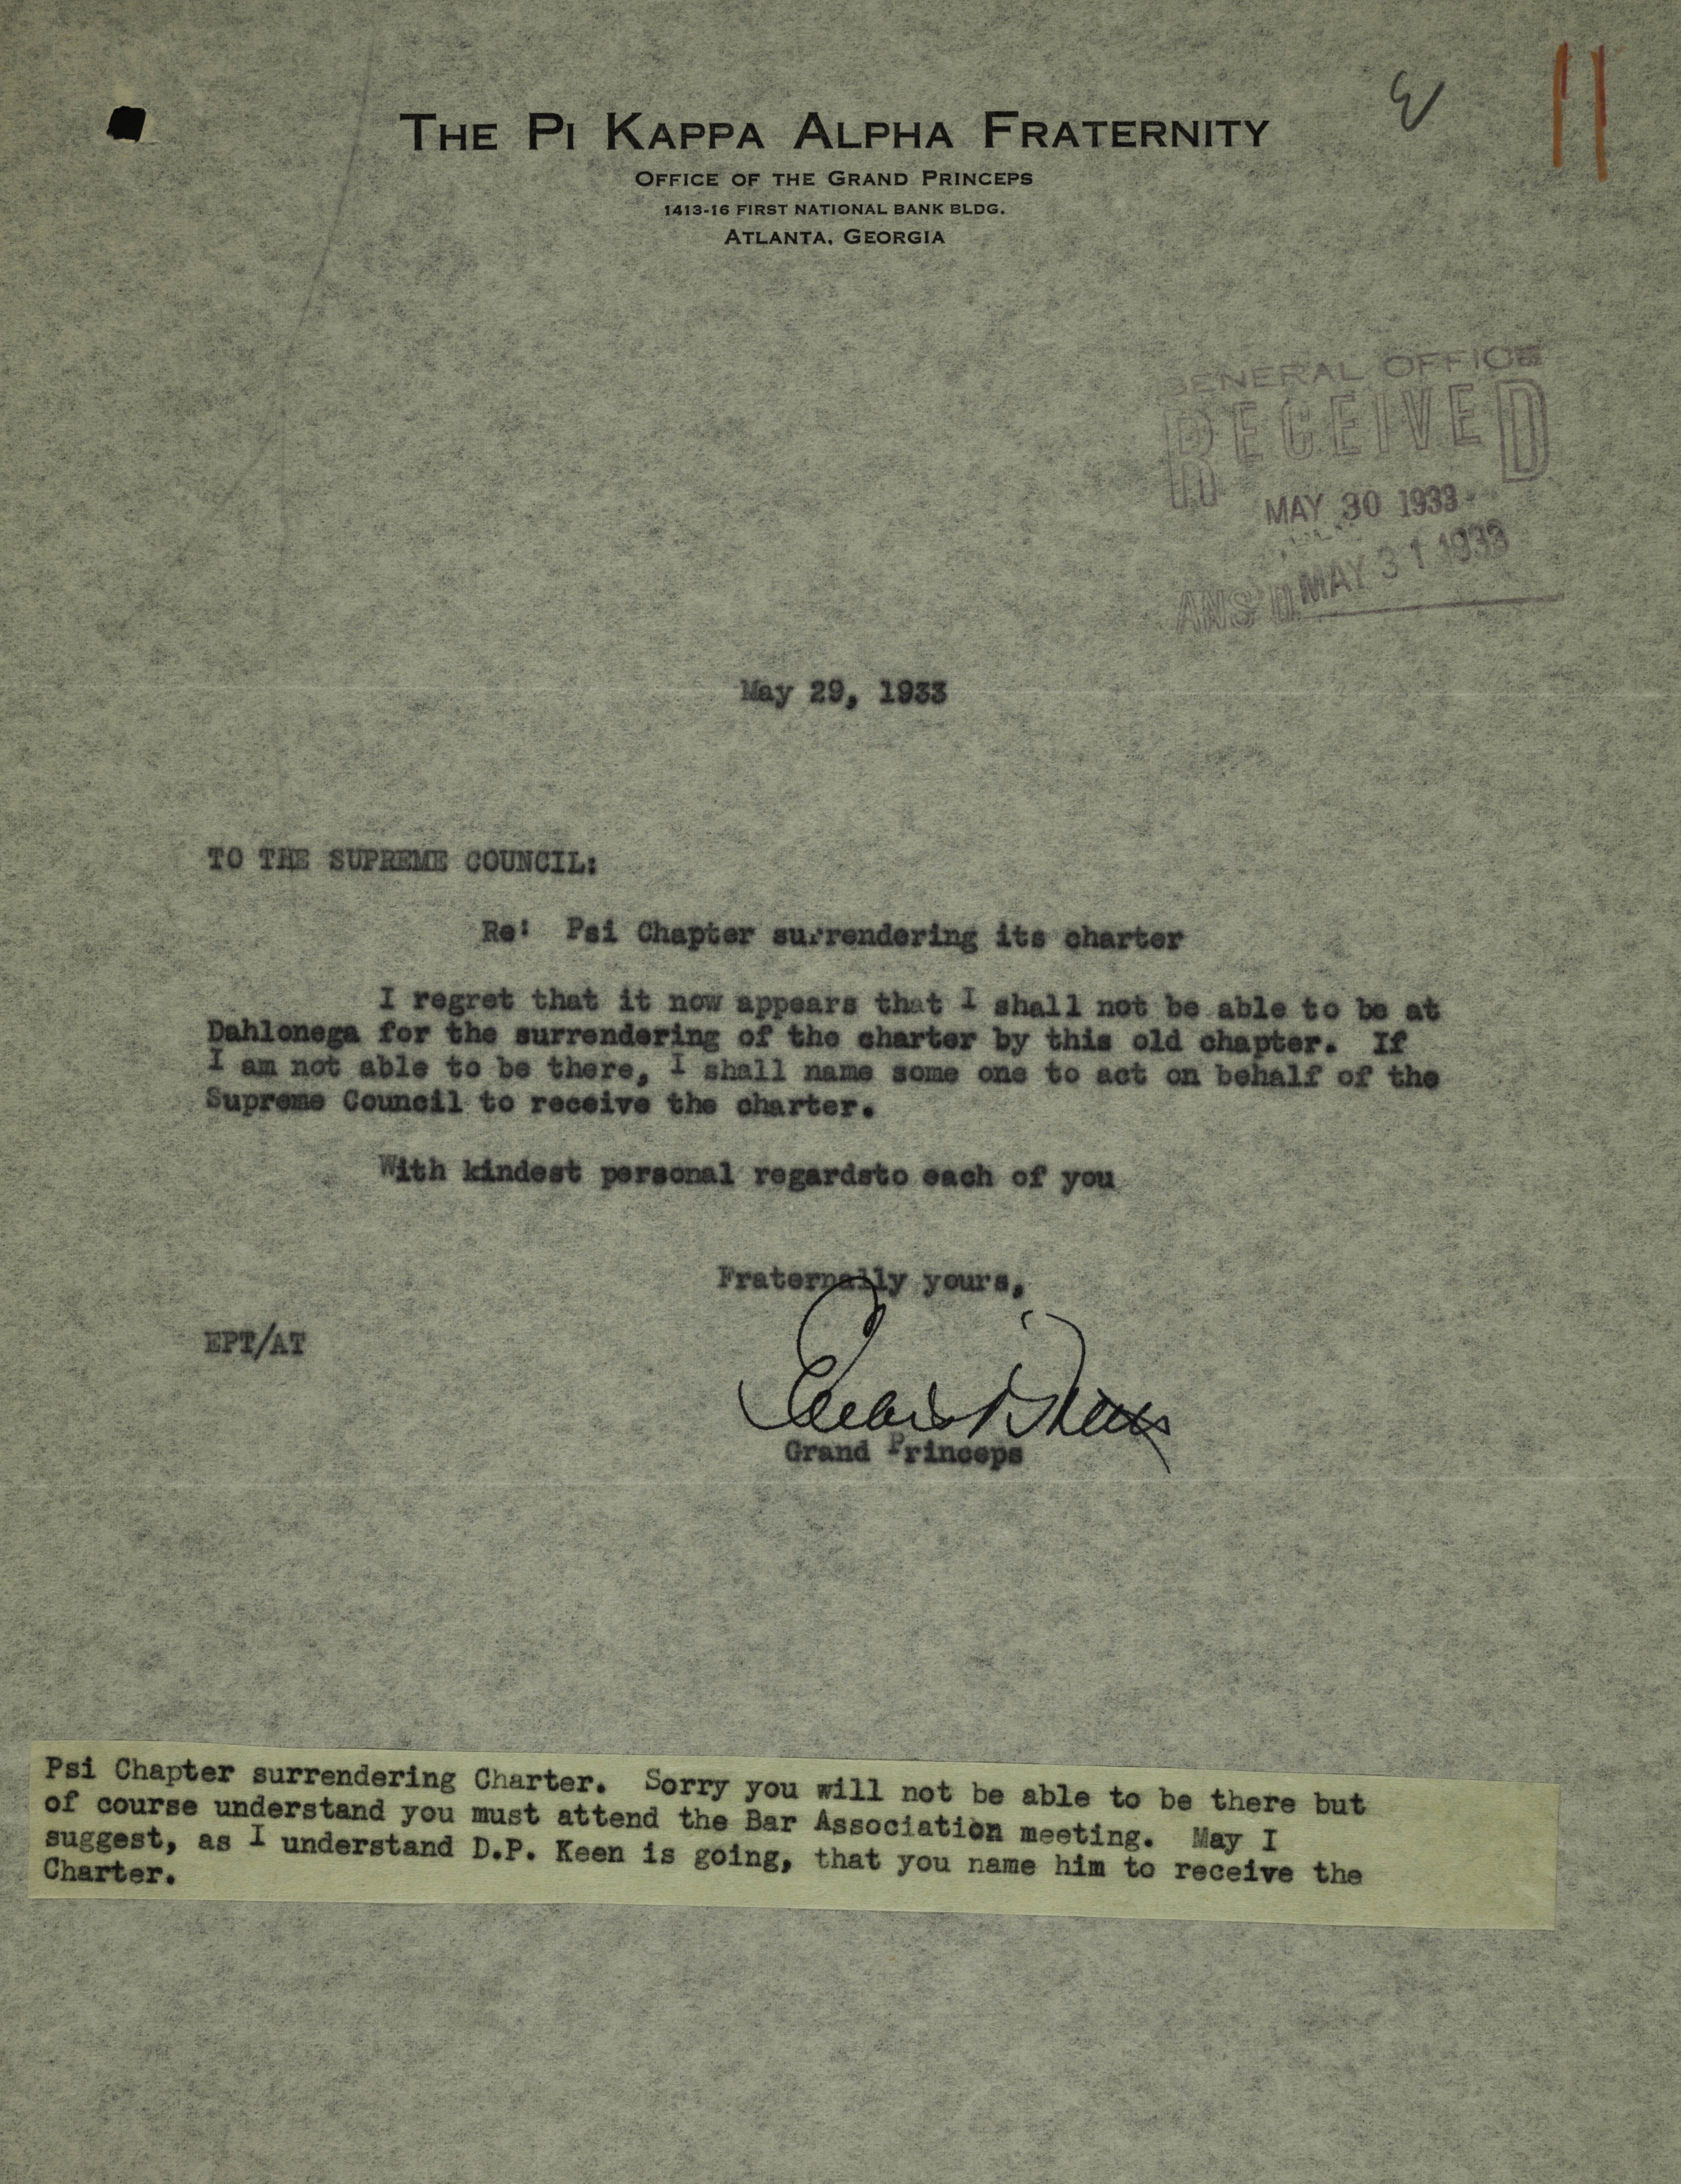 THE PI KAPPA ALPHA FRATERNITY
OFFICE OF THE GRAND PRINCEPS
1413-16 FIRST NATIONAL BANK BLDG.
ATLANTA, GEORGIA
11
GENERAL OFFICE
RECEIVED
MAY 30 1933
ANS'D MAY 31 1933
May 29, 1933
TO THE SUPREME COUNCIL:
Re: Psi Chapter surrendering its charter
I regret that it now appears that I shall not be able to be at
Dahlonega for the surrendering of the charter by this old chapter. If
I am not able to be there, I shall name some one to act on behalf of the
Supreme Council to receive the charter.
With kindest personal regardsto each of you
Fraternally yours,
EPT/AT
Grand Princeps
Psi Chapter surrendering Charter. Sorry you will not be able to be there but
of course understand you must attend the Bar Association meeting. May I
suggest, as I understand D.P. Keen is going, that you name him to receive the
Charter.